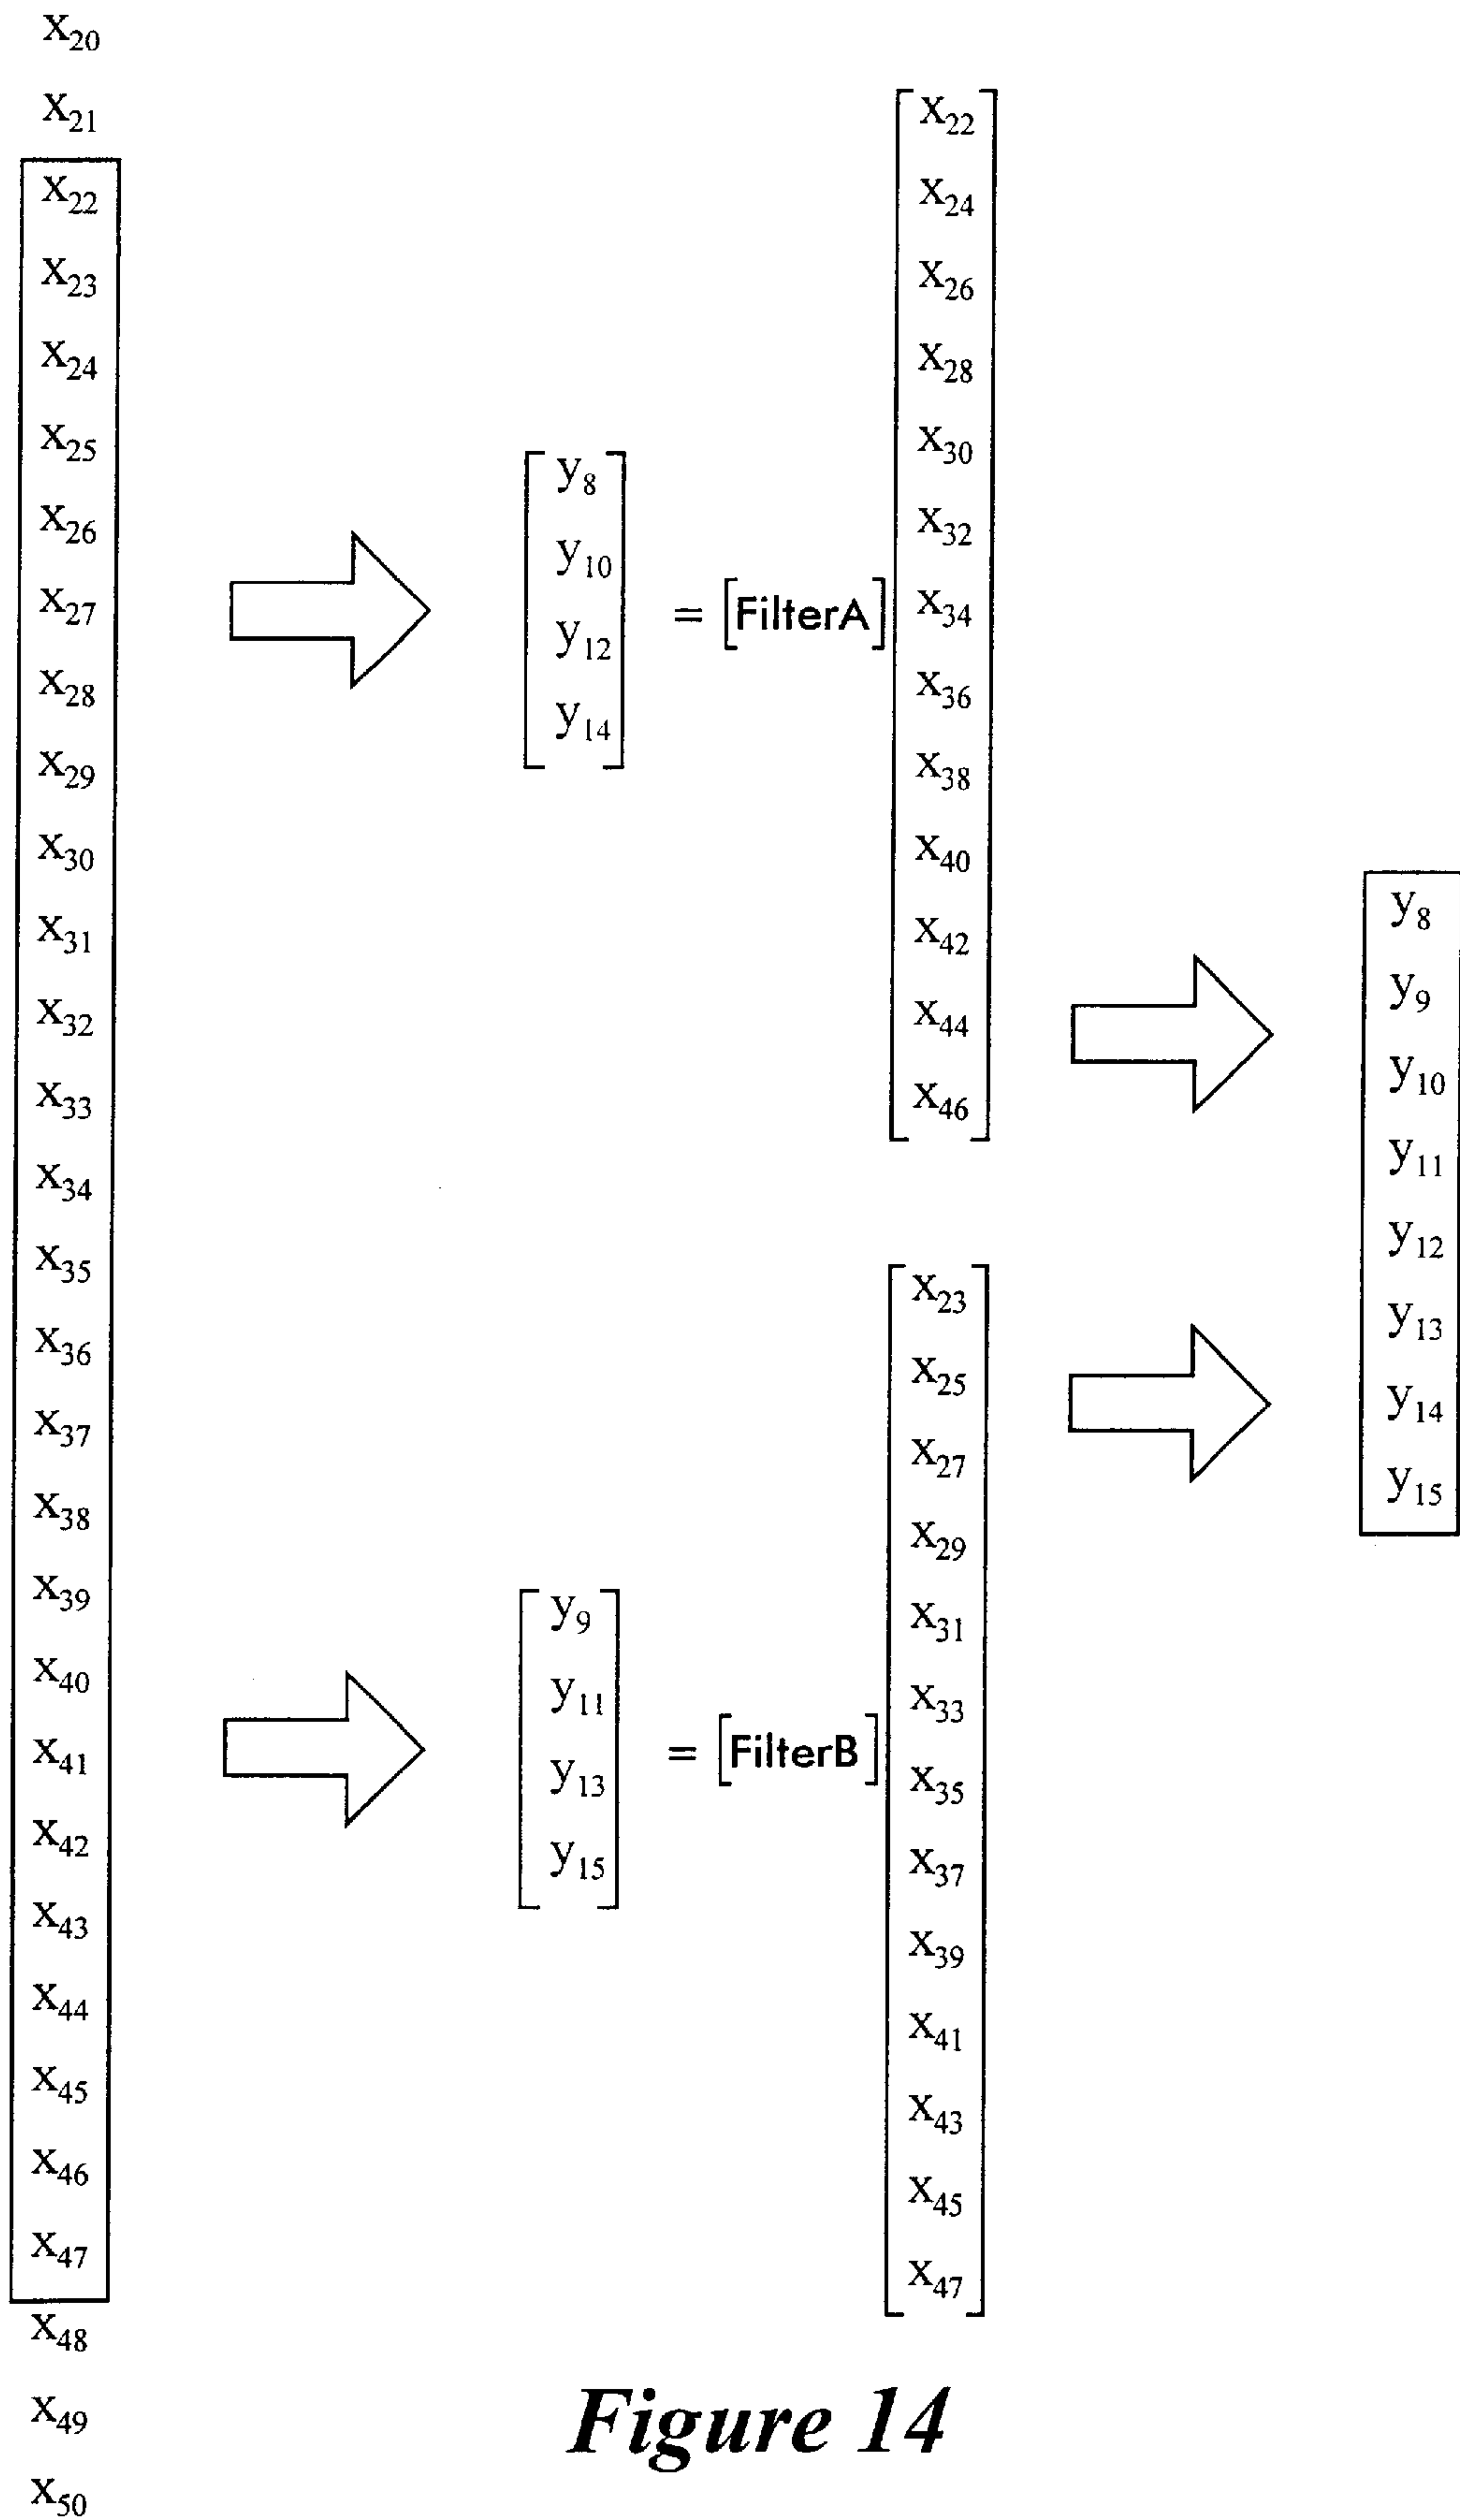 x₂₀
x₂₁
x₂₂
x₂₃
x₂₄
x₂₅
x₂₆
x₂₇
x₂₈
x₂₉
x₃₀
x₃₁
x₃₂
x₃₃
x₃₄
x₃₅
x₃₆
x₃₇
x₃₈
x₃₉
x₄₀
x₄₁
x₄₂
x₄₃
x₄₄
x₄₅
x₄₆
x₄₇
x₄₈
x₄₉
x₅₀
y₈
y₁₀
y₁₂
y₁₄
= [FilterA]
x₂₂
x₂₄
x₂₆
x₂₈
x₃₀
x₃₂
x₃₄
x₃₆
x₃₈
x₄₀
x₄₂
x₄₄
x₄₆
y₉
y₁₁
y₁₃
y₁₅
= [FilterB]
x₂₃
x₂₅
x₂₇
x₂₉
x₃₁
x₃₃
x₃₅
x₃₇
x₃₉
x₄₁
x₄₃
x₄₅
x₄₇
y₈
y₉
y₁₀
y₁₁
y₁₂
y₁₃
y₁₄
y₁₅
Figure 14